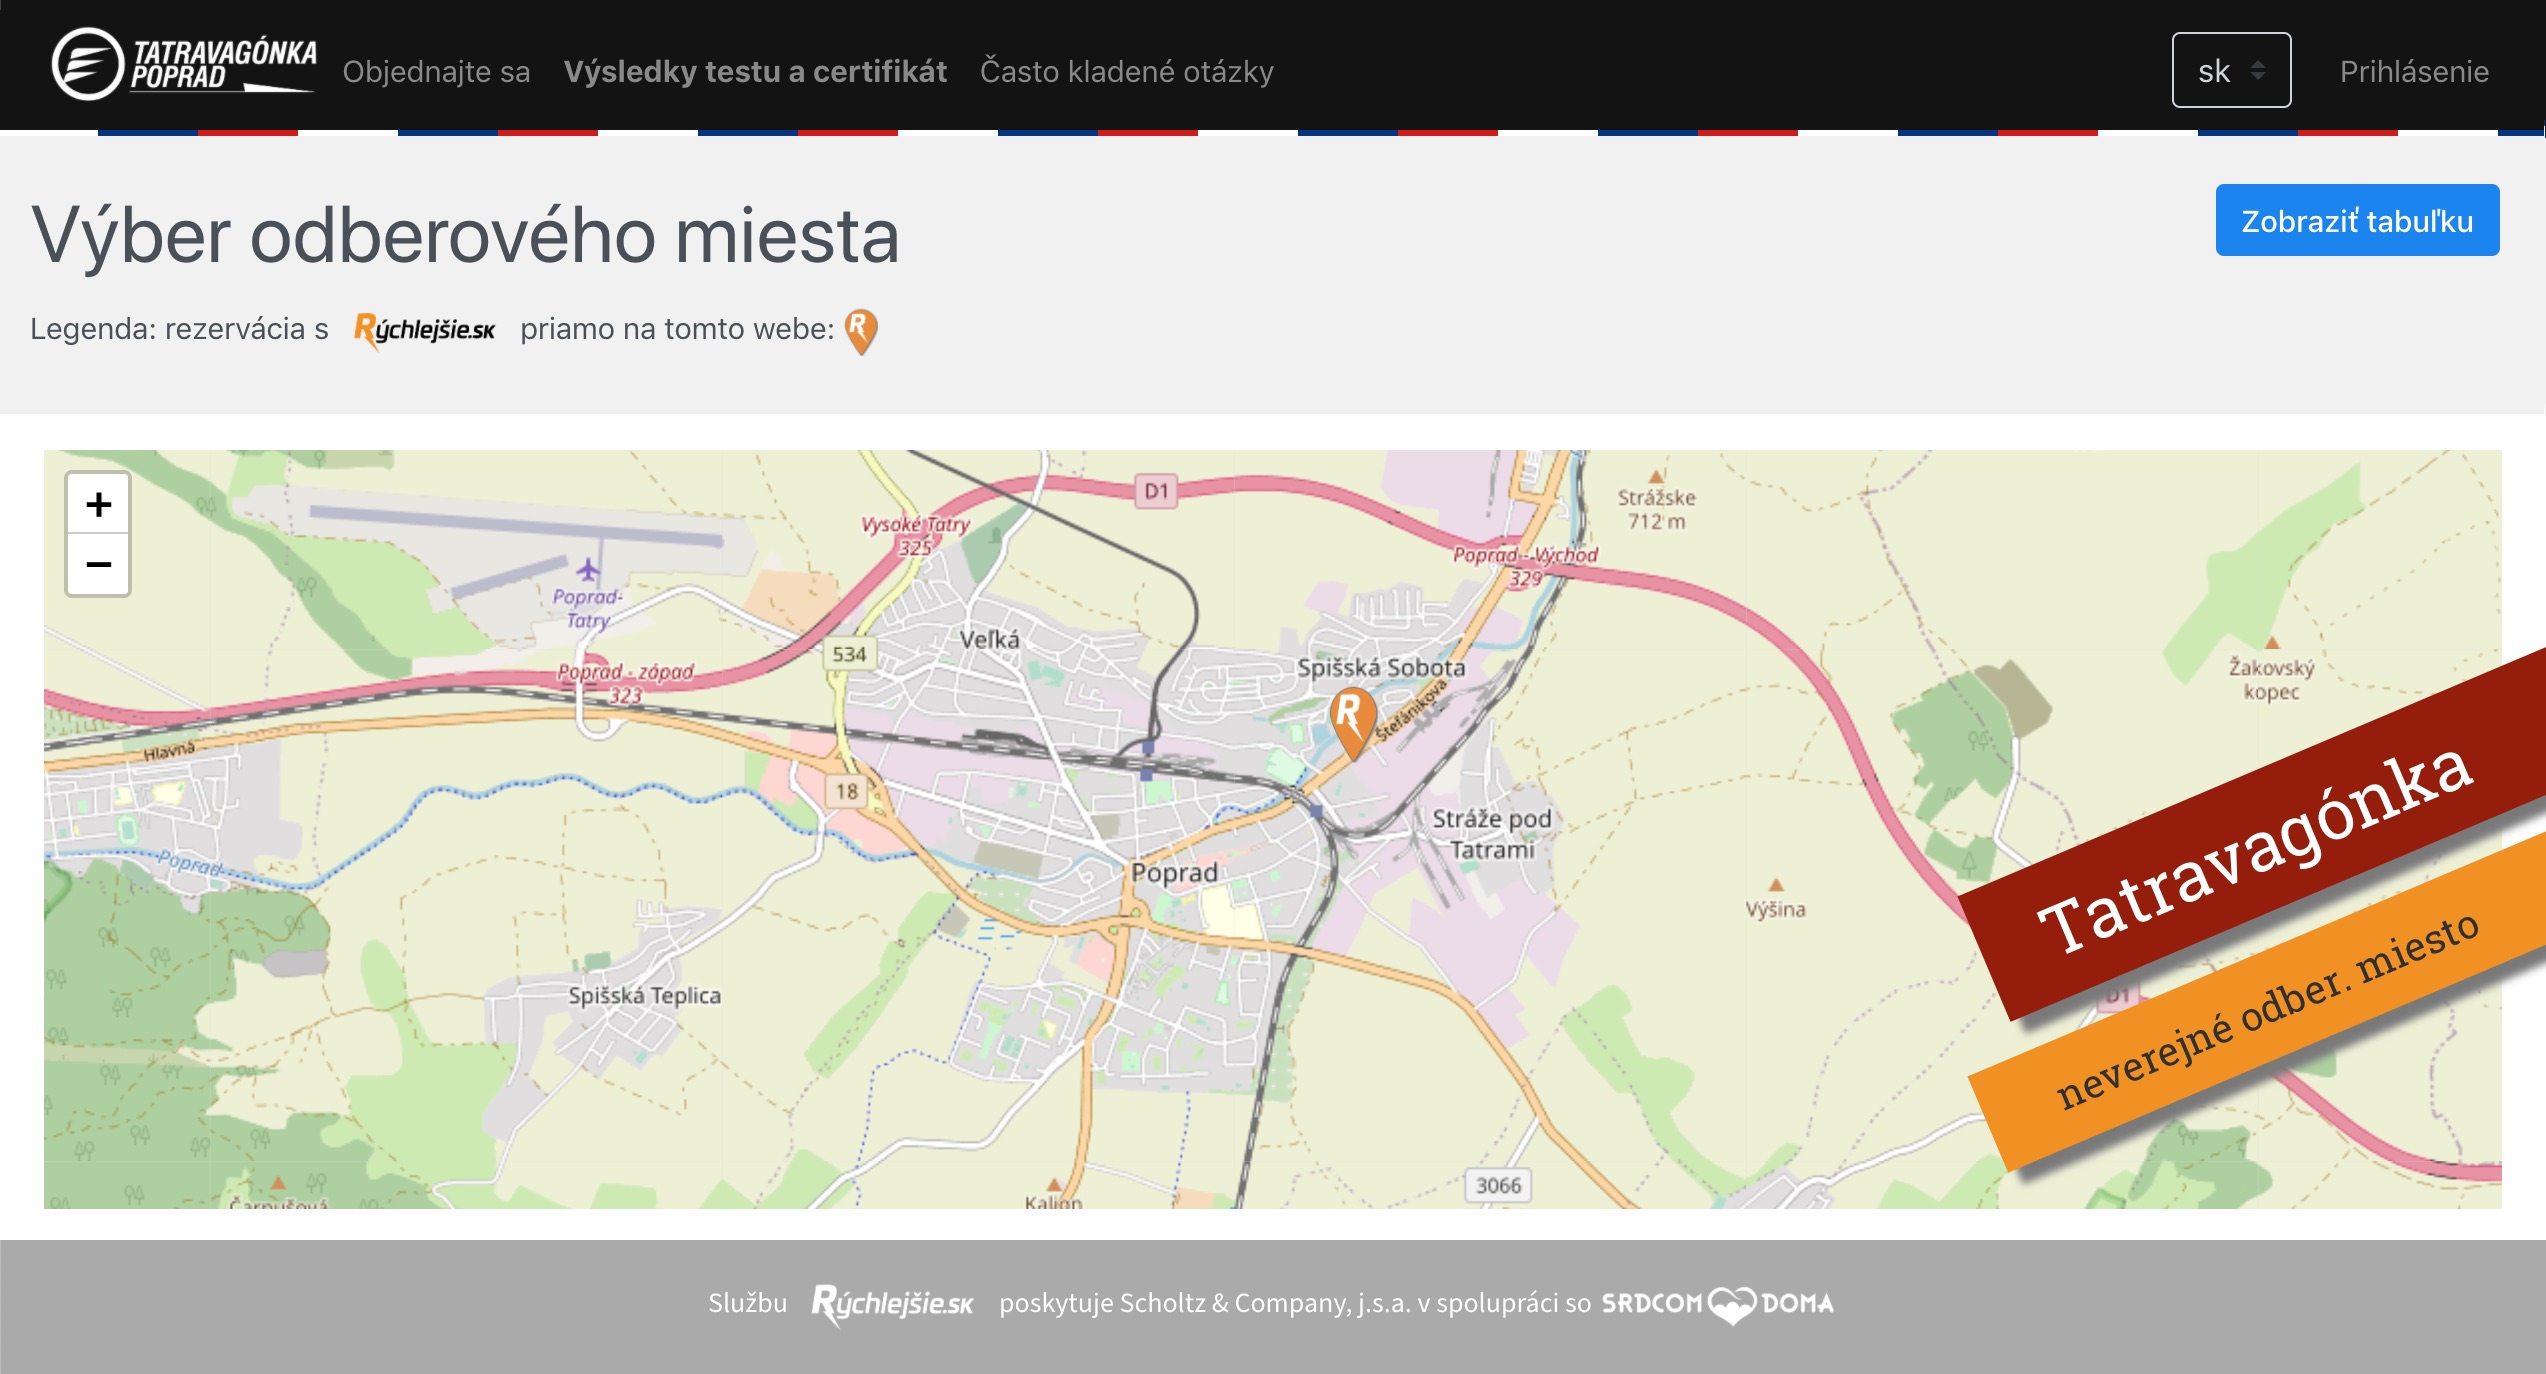 TATRAVAGÓNKA
POPRAD
Objednajte sa
Výsledky testu a certifikát
Často kladené otázky
sk
Prihlásenie
Výber odberového miesta
Zobraziť tabuľku
Legenda: rezervácia s Rýchlejšie.sk priamo na tomto webe: R
+
−
D1
Strážske
712 m
Vysoké Tatry
325
Poprad - Východ
329
Poprad-
Tatry
Veľká
534
Spišská Sobota
Žakovský
kopec
Poprad - západ
323
R
Štefánikova
Hlavná
18
Stráže pod
Tatrami
Tatravagónka
Poprad
Poprad
Výšina
neverejné odber. miesto
Spišská Teplica
D1
3066
Čarnušová
Kalion
Službu Rýchlejšie.sk poskytuje Scholtz & Company, j.s.a. v spolupráci so SRDCOM DOMA